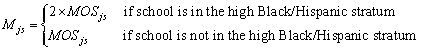 M_js = { 2 × MOS_js if school is in the high Black/Hispanic stratum
MOS_js if school is not in the high Black/Hispanic stratum